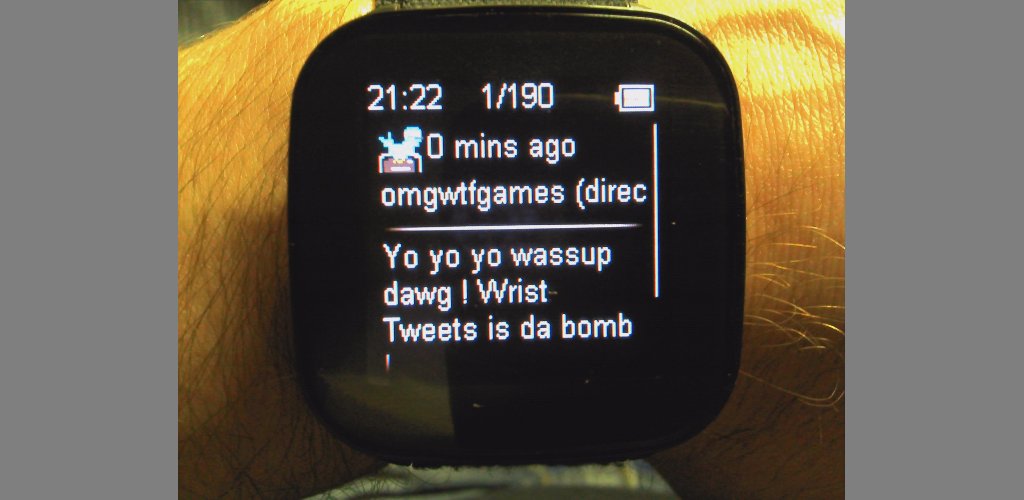 21:22 1/190
0 mins ago
omgwtfgames (direc
Yo yo yo wassup
dawg ! Wrist
Tweets is da bomb
!